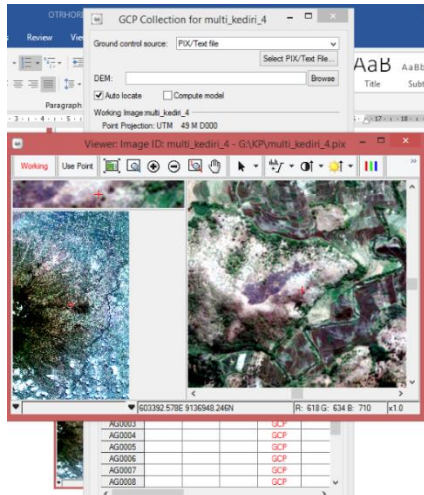 OTRHOR
GCP Collection for multi_kediri_4
Review
Ground control source:
PIX/Text file
Select PIX/Text File...
DEM:
Browse
Auto locate
Compute model
Working Image:multi_kediri_4
Point Projection: UTM 49 M D000
Paragraph
AaB
AaBb
Title
Subt
Viewer: Image ID: multi_kediri_4 - G:\KP\multi_kediri_4.pix
Working
Use Point
603392.578E 9136948.246N
R: 618 G: 634 B: 710
x1.0
AG0003 GCP
AG0004 GCP
AG0005 GCP
AG0006 GCP
AG0007 GCP
AG0008 GCP